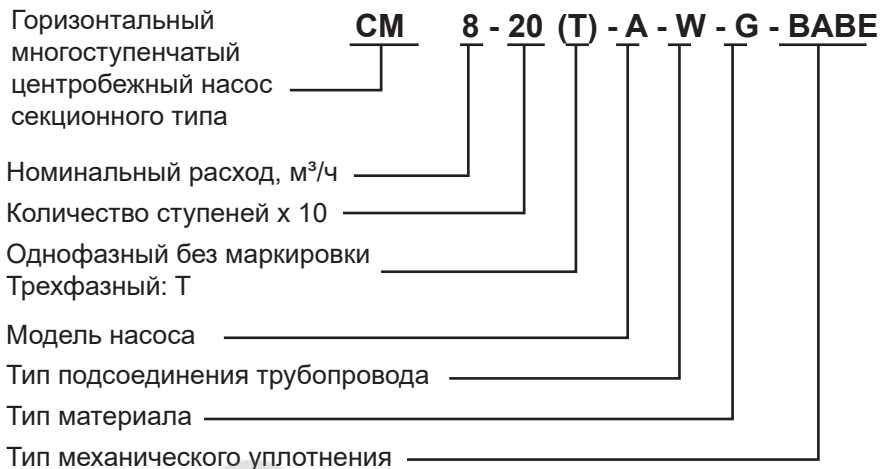 Горизонтальный
многоступенчатый
центробежный насос
секционного типа
CM 8 - 20 (T) - A - W - G - BABE
Номинальный расход, м³/ч
Количество ступеней х 10
Однофазный без маркировки
Трехфазный: Т
Модель насоса
Тип подсоединения трубопровода
Тип материала
Тип механического уплотнения